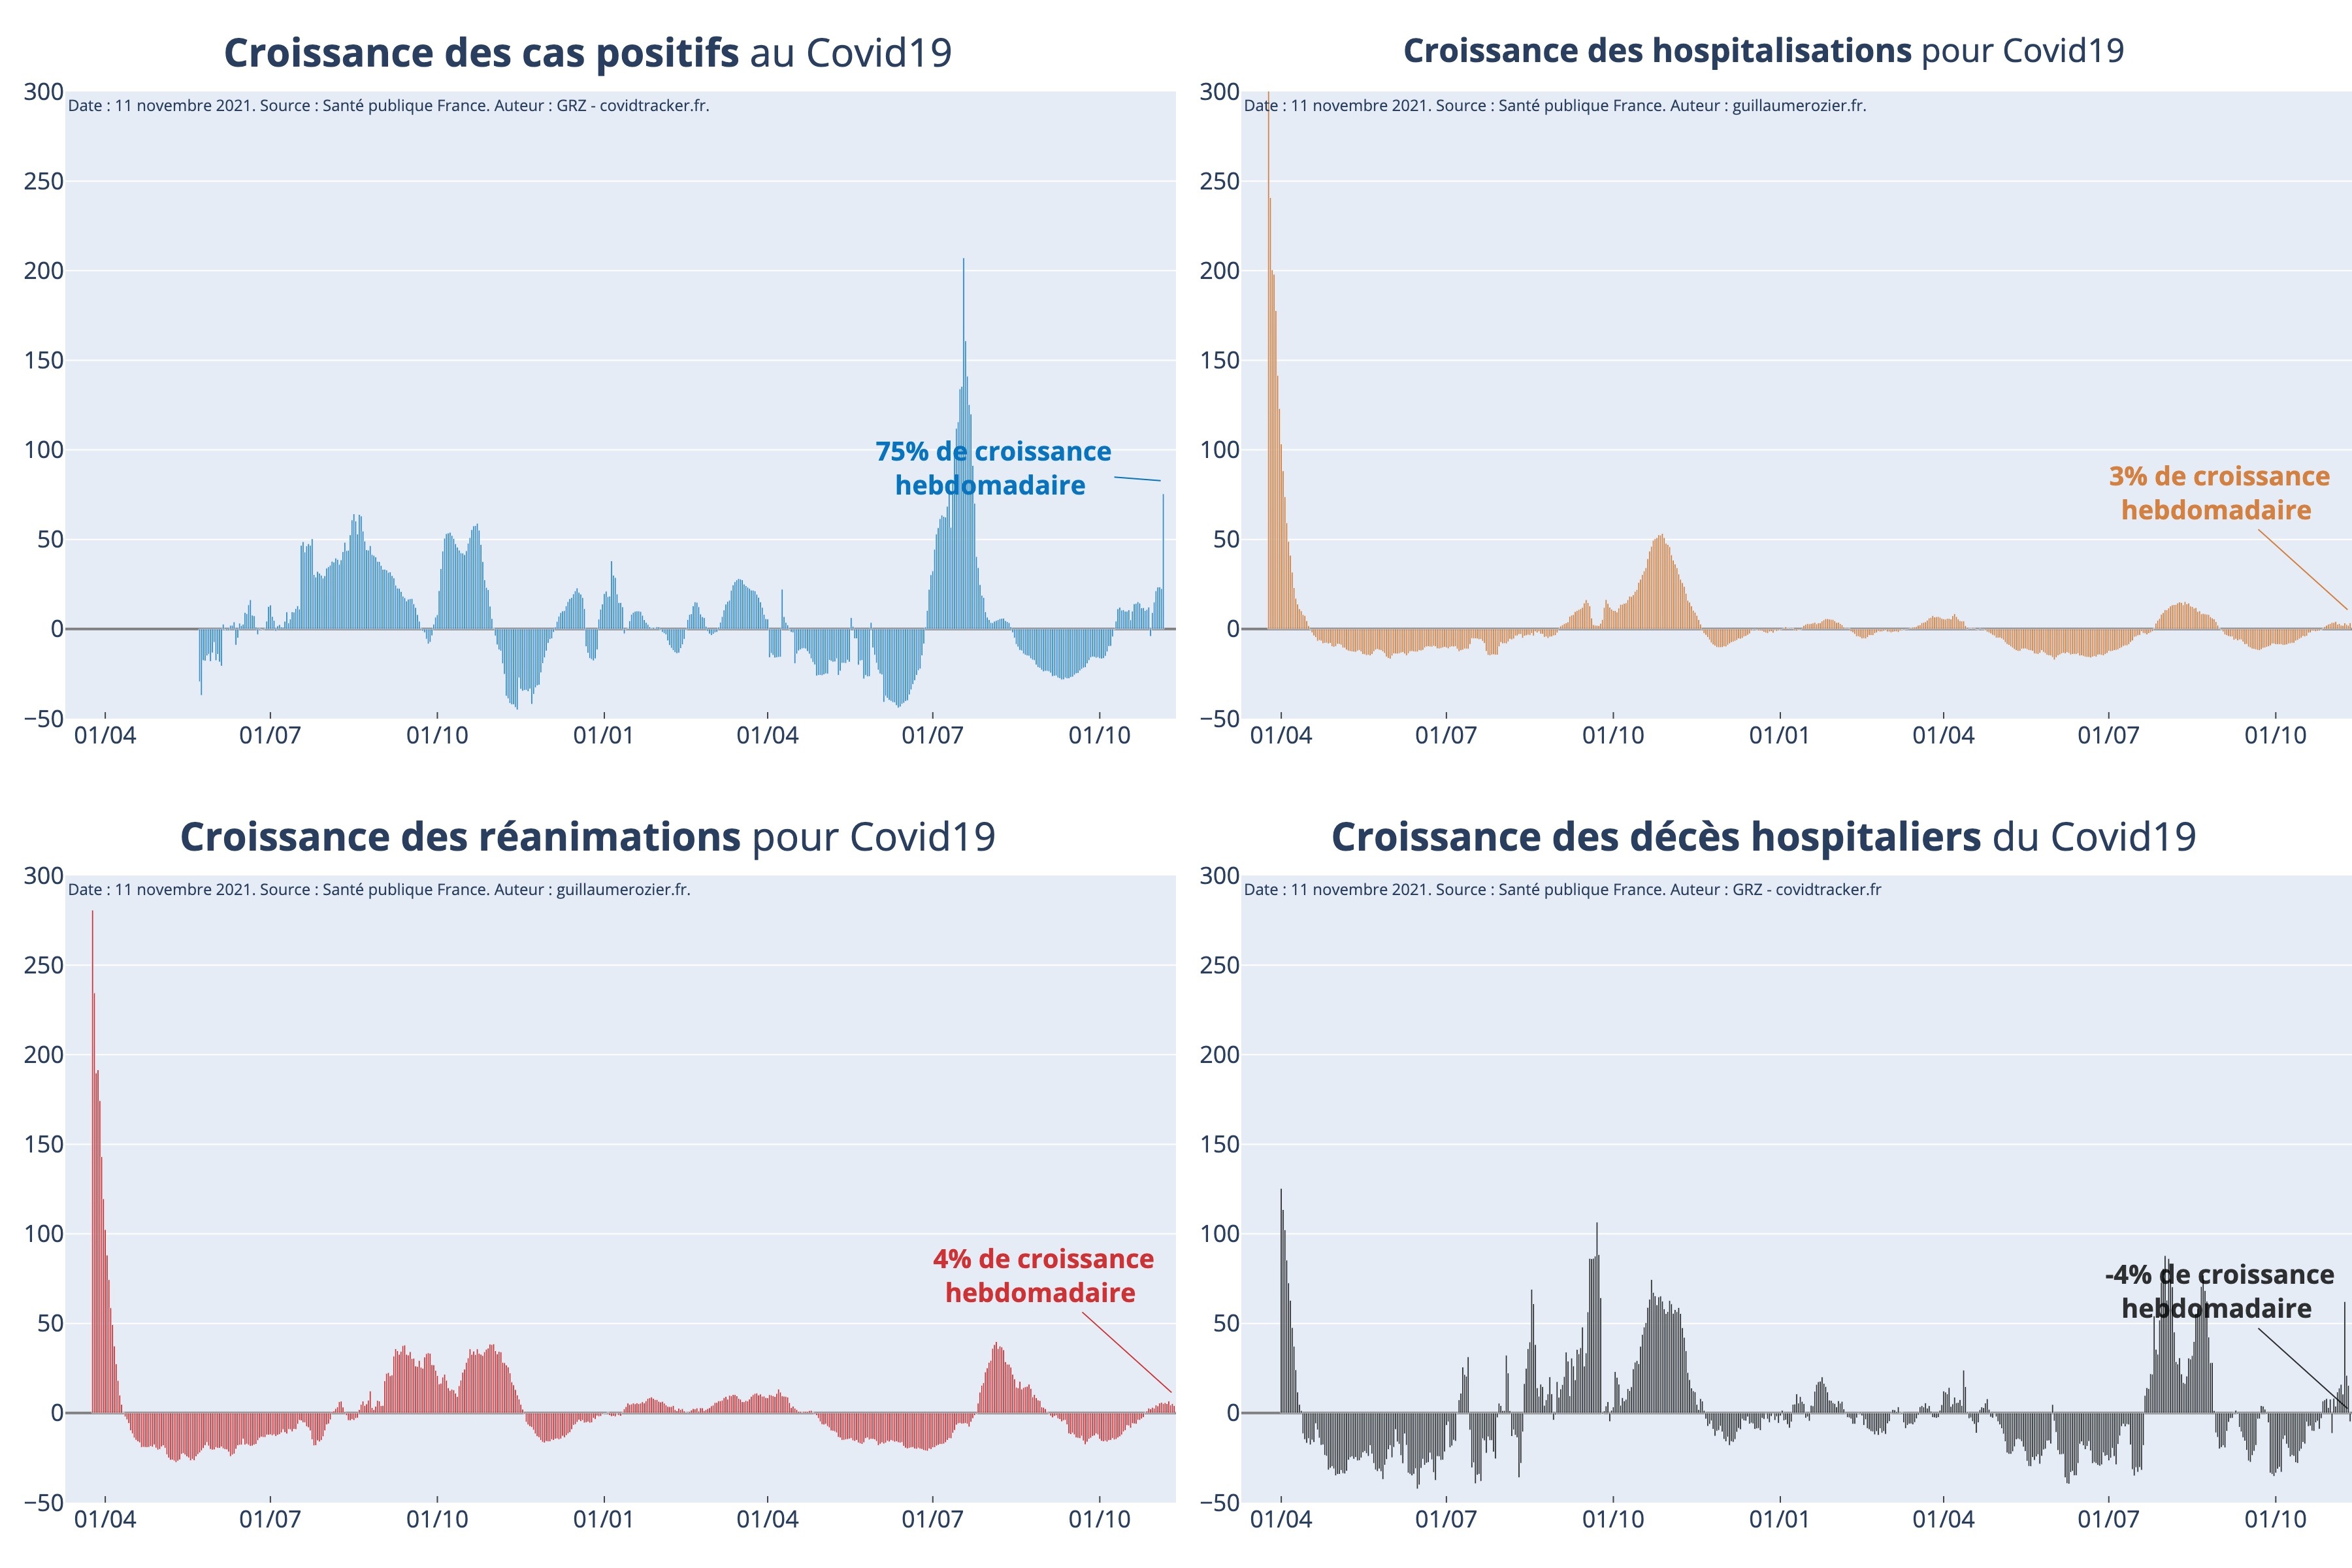 Croissance des cas positifs au Covid19
Date : 11 novembre 2021. Source : Santé publique France. Auteur : GRZ - covidtracker.fr.
300
250
200
150
100
50
0
−50
75% de croissance
hebdomadaire
01/04 01/07 01/10 01/01 01/04 01/07 01/10
Croissance des hospitalisations pour Covid19
Date : 11 novembre 2021. Source : Santé publique France. Auteur : guillaumerozier.fr.
300
250
200
150
100
50
0
−50
3% de croissance
hebdomadaire
01/04 01/07 01/10 01/01 01/04 01/07 01/10
Croissance des réanimations pour Covid19
Date : 11 novembre 2021. Source : Santé publique France. Auteur : guillaumerozier.fr.
300
250
200
150
100
50
0
−50
4% de croissance
hebdomadaire
01/04 01/07 01/10 01/01 01/04 01/07 01/10
Croissance des décès hospitaliers du Covid19
Date : 11 novembre 2021. Source : Santé publique France. Auteur : GRZ - covidtracker.fr
300
250
200
150
100
50
0
−50
-4% de croissance
hebdomadaire
01/04 01/07 01/10 01/01 01/04 01/07 01/10